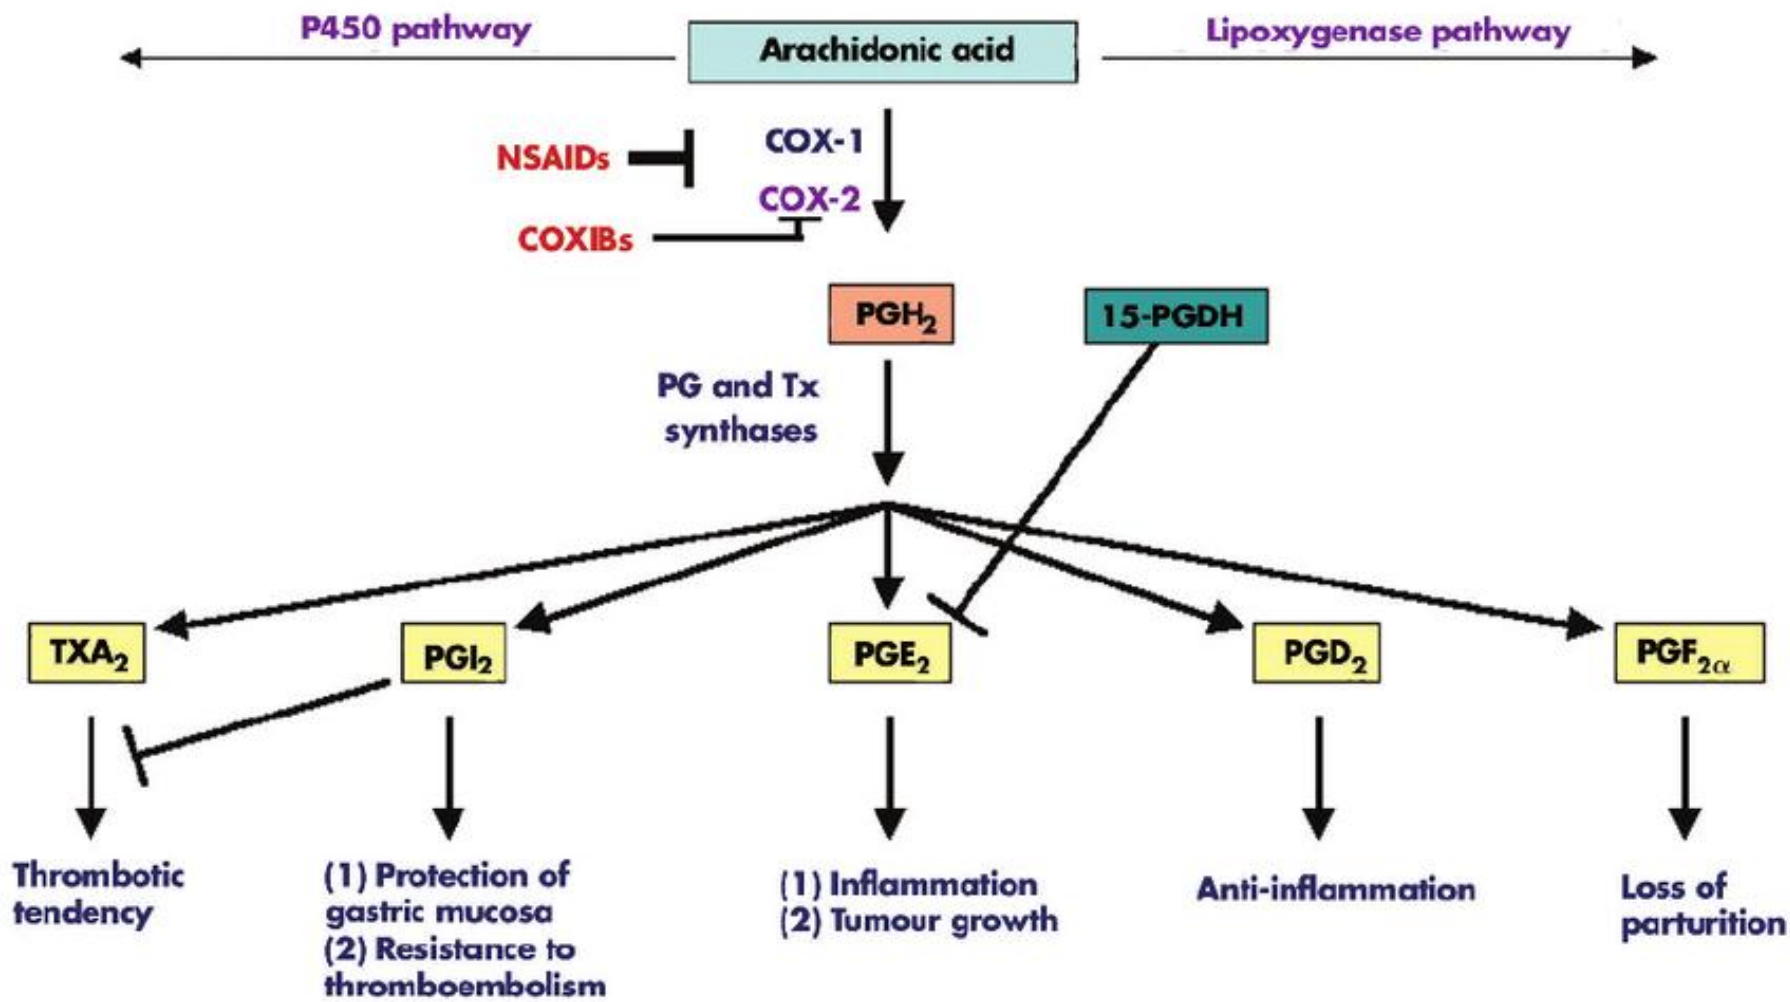 P450 pathway
Arachidonic acid
Lipoxygenase pathway
COX-1
NSAIDs
COX-2
COXIBs
PGH₂
15-PGDH
PG and Tx
synthases
TXA₂
PGI₂
PGE₂
PGD₂
PGF₂α
Thrombotic
tendency
(1) Protection of
gastric mucosa
(2) Resistance to
thromboembolism
(1) Inflammation
(2) Tumour growth
Anti-inflammation
Loss of
parturition